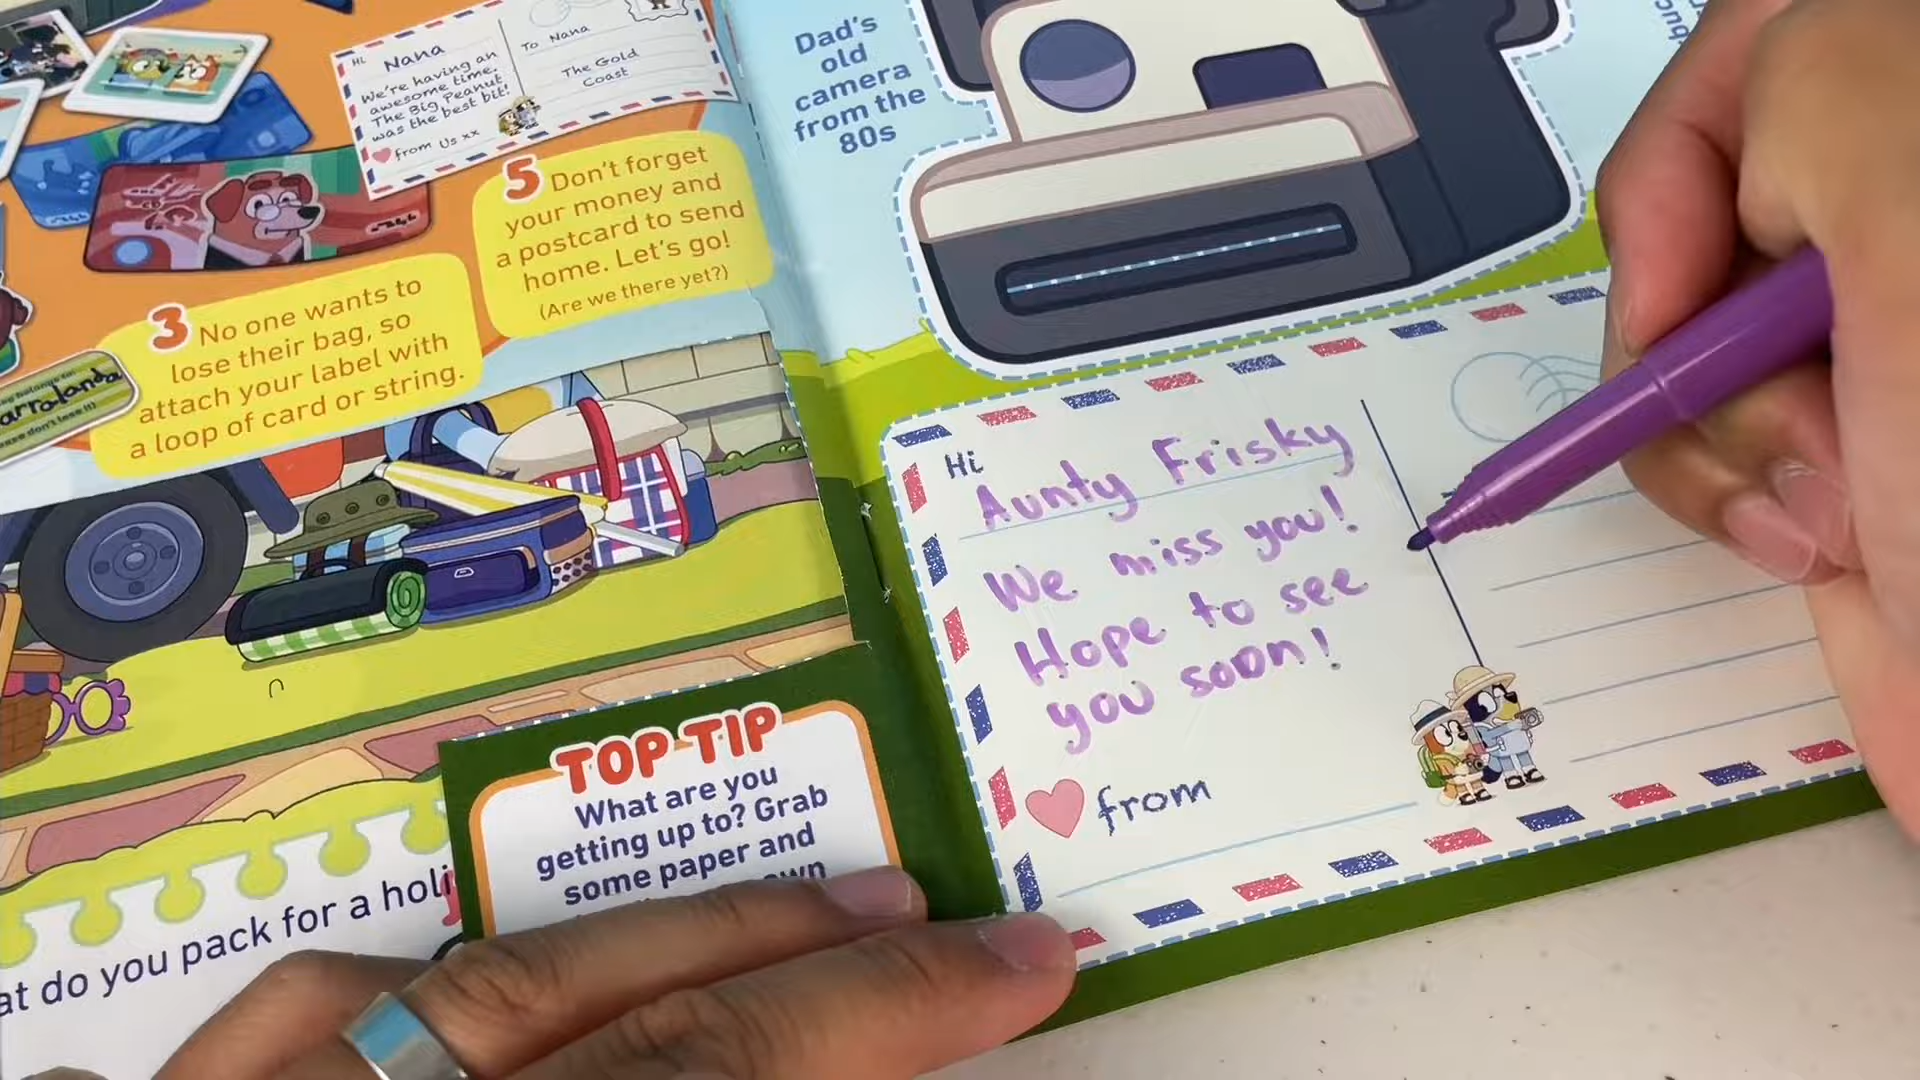 Hi
Nana
We're having an
awesome time.
The Big Peanut
was the best bit!
from Us xx
To Nana
The Gold
Coast
5 Don't forget
your money and
a postcard to send
home. Let's go!
(Are we there yet?)
3 No one wants to
lose their bag, so
attach your label with
a loop of card or string.
Dad's
old
camera
from the
80s
Hi
Aunty Frisky
We miss you!
Hope to see
you soon!
from
TOP TIP
What are you
getting up to? Grab
some paper and
do you pack for a